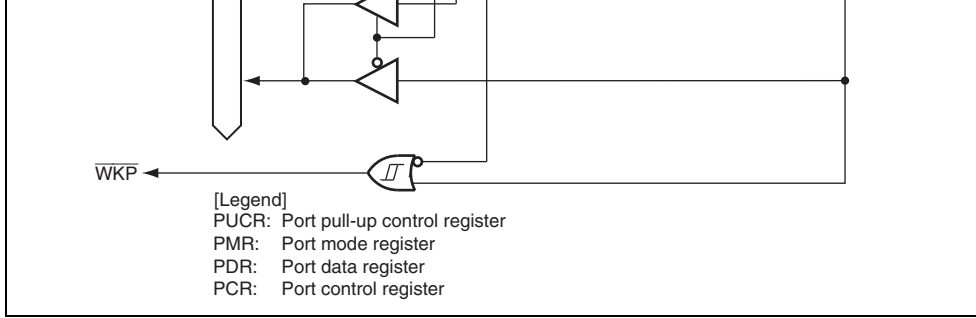 WKP
[Legend]
PUCR: Port pull-up control register
PMR: Port mode register
PDR: Port data register
PCR: Port control register